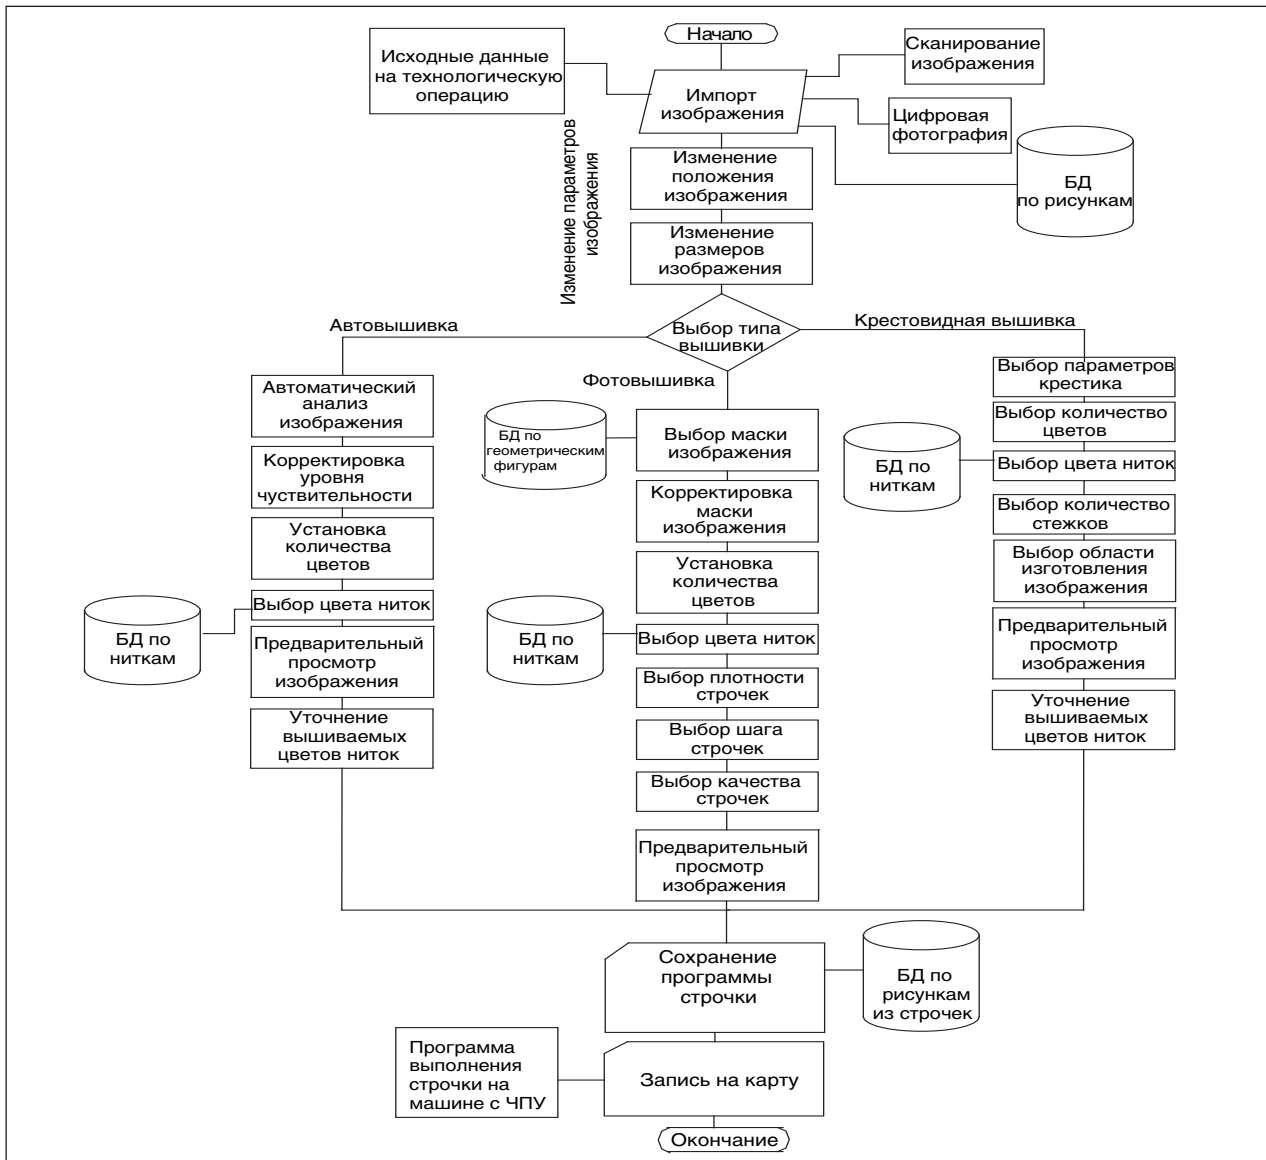 Начало
Исходные данные
на технологическую
операцию
Импорт
изображения
Сканирование
изображения
Цифровая
фотография
БД
по рисункам
Изменение параметров
изображения
Изменение
положения
изображения
Изменение
размеров
изображения
Выбор типа
вышивки
Автовышивка
Фотовышивка
Крестовидная вышивка
Автоматический
анализ
изображения
Корректировка
уровня
чуствительности
Установка
количества
цветов
Выбор цвета ниток
БД по
ниткам
Предварительный
просмотр
изображения
Уточнение
вышиваемых
цветов ниток
БД по
геометрическим
фигурам
Выбор маски
изображения
Корректировка
маски
изображения
Установка
количества
цветов
БД по
ниткам
Выбор цвета ниток
Выбор плотности
строчек
Выбор шага
строчек
Выбор качества
строчек
Предварительный
просмотр
изображения
Выбор параметров
крестика
Выбор количество
цветов
БД по
ниткам
Выбор цвета ниток
Выбор количество
стежков
Выбор области
изготовления
изображения
Предварительный
просмотр
изображения
Уточнение
вышиваемых
цветов ниток
Сохранение
программы
строчки
БД по
рисункам
из строчек
Программа
выполнения
строчки на
машине с ЧПУ
Запись на карту
Окончание